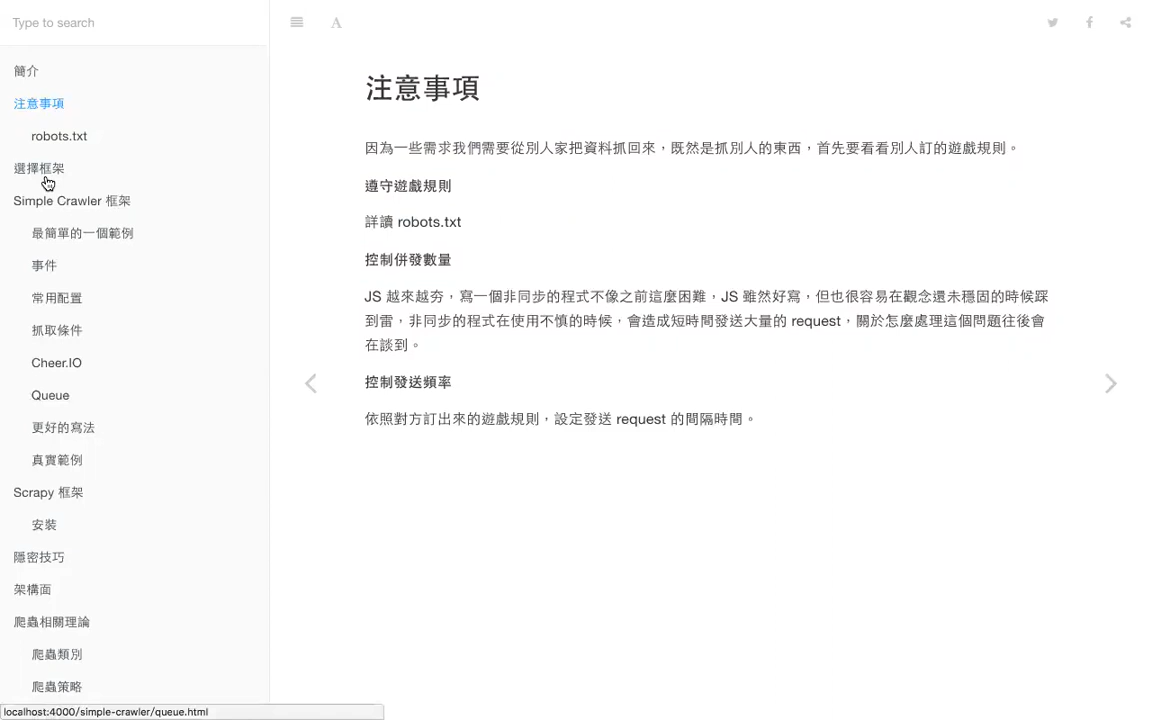 Type to search
簡介
注意事項
robots.txt
選擇框架
Simple Crawler 框架
最簡單的一個範例
事件
常用配置
抓取條件
Cheer.IO
Queue
更好的寫法
真實範例
Scrapy 框架
安裝
隱密技巧
架構面
爬蟲相關理論
爬蟲類別
爬蟲策略
localhost:4000/simple-crawler/queue.html
A
注意事項
因為一些需求我們需要從別人家把資料抓回來，既然是抓別人的東西，首先要看看別人訂的遊戲規則。
遵守遊戲規則
詳讀 robots.txt
控制併發數量
JS 越來越夯，寫一個非同步的程式不像之前這麼困難，JS 雖然好寫，但也很容易在觀念還未穩固的時候踩
到雷，非同步的程式在使用不慎的時候，會造成短時間發送大量的 request，關於怎麼處理這個問題往後會
在談到。
控制發送頻率
依照對方訂出來的遊戲規則，設定發送 request 的間隔時間。